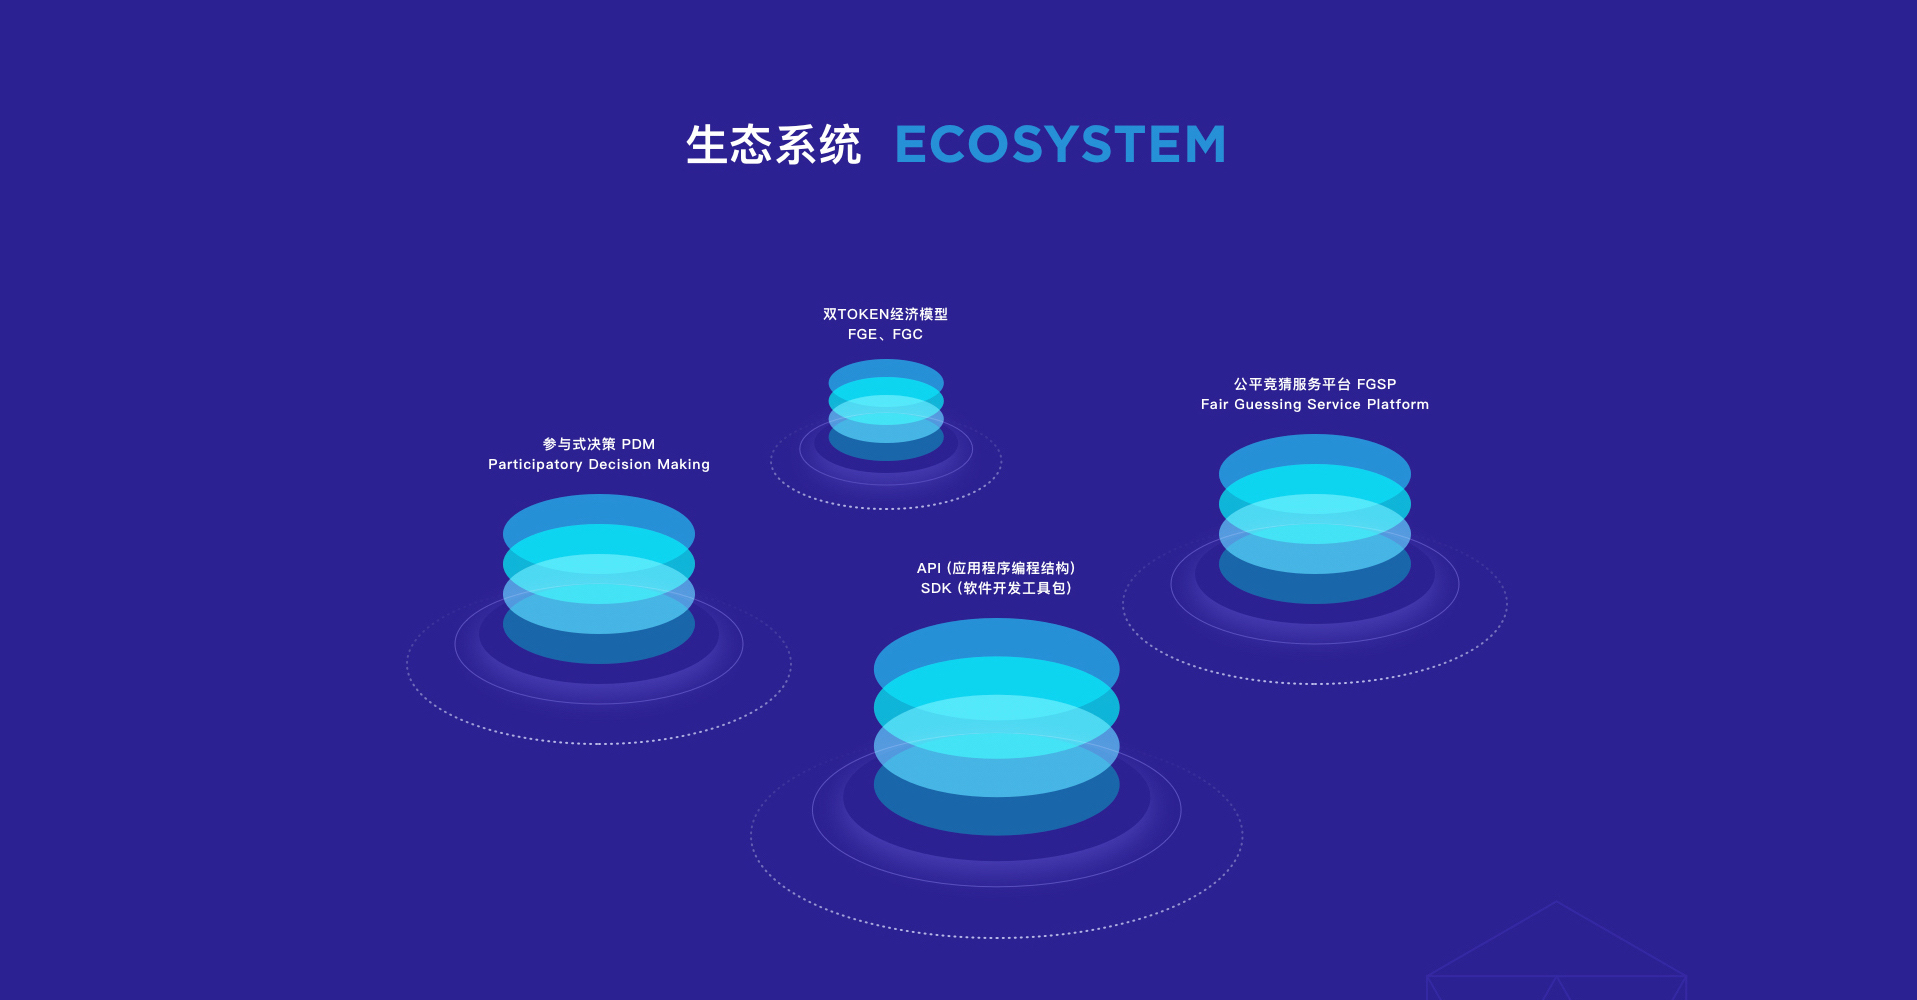 生态系统 ECOSYSTEM
双TOKEN经济模型
FGE、FGC
公平竞猜服务平台 FGSP
Fair Guessing Service Platform
参与式决策 PDM
Participatory Decision Making
API (应用程序编程结构)
SDK (软件开发工具包)